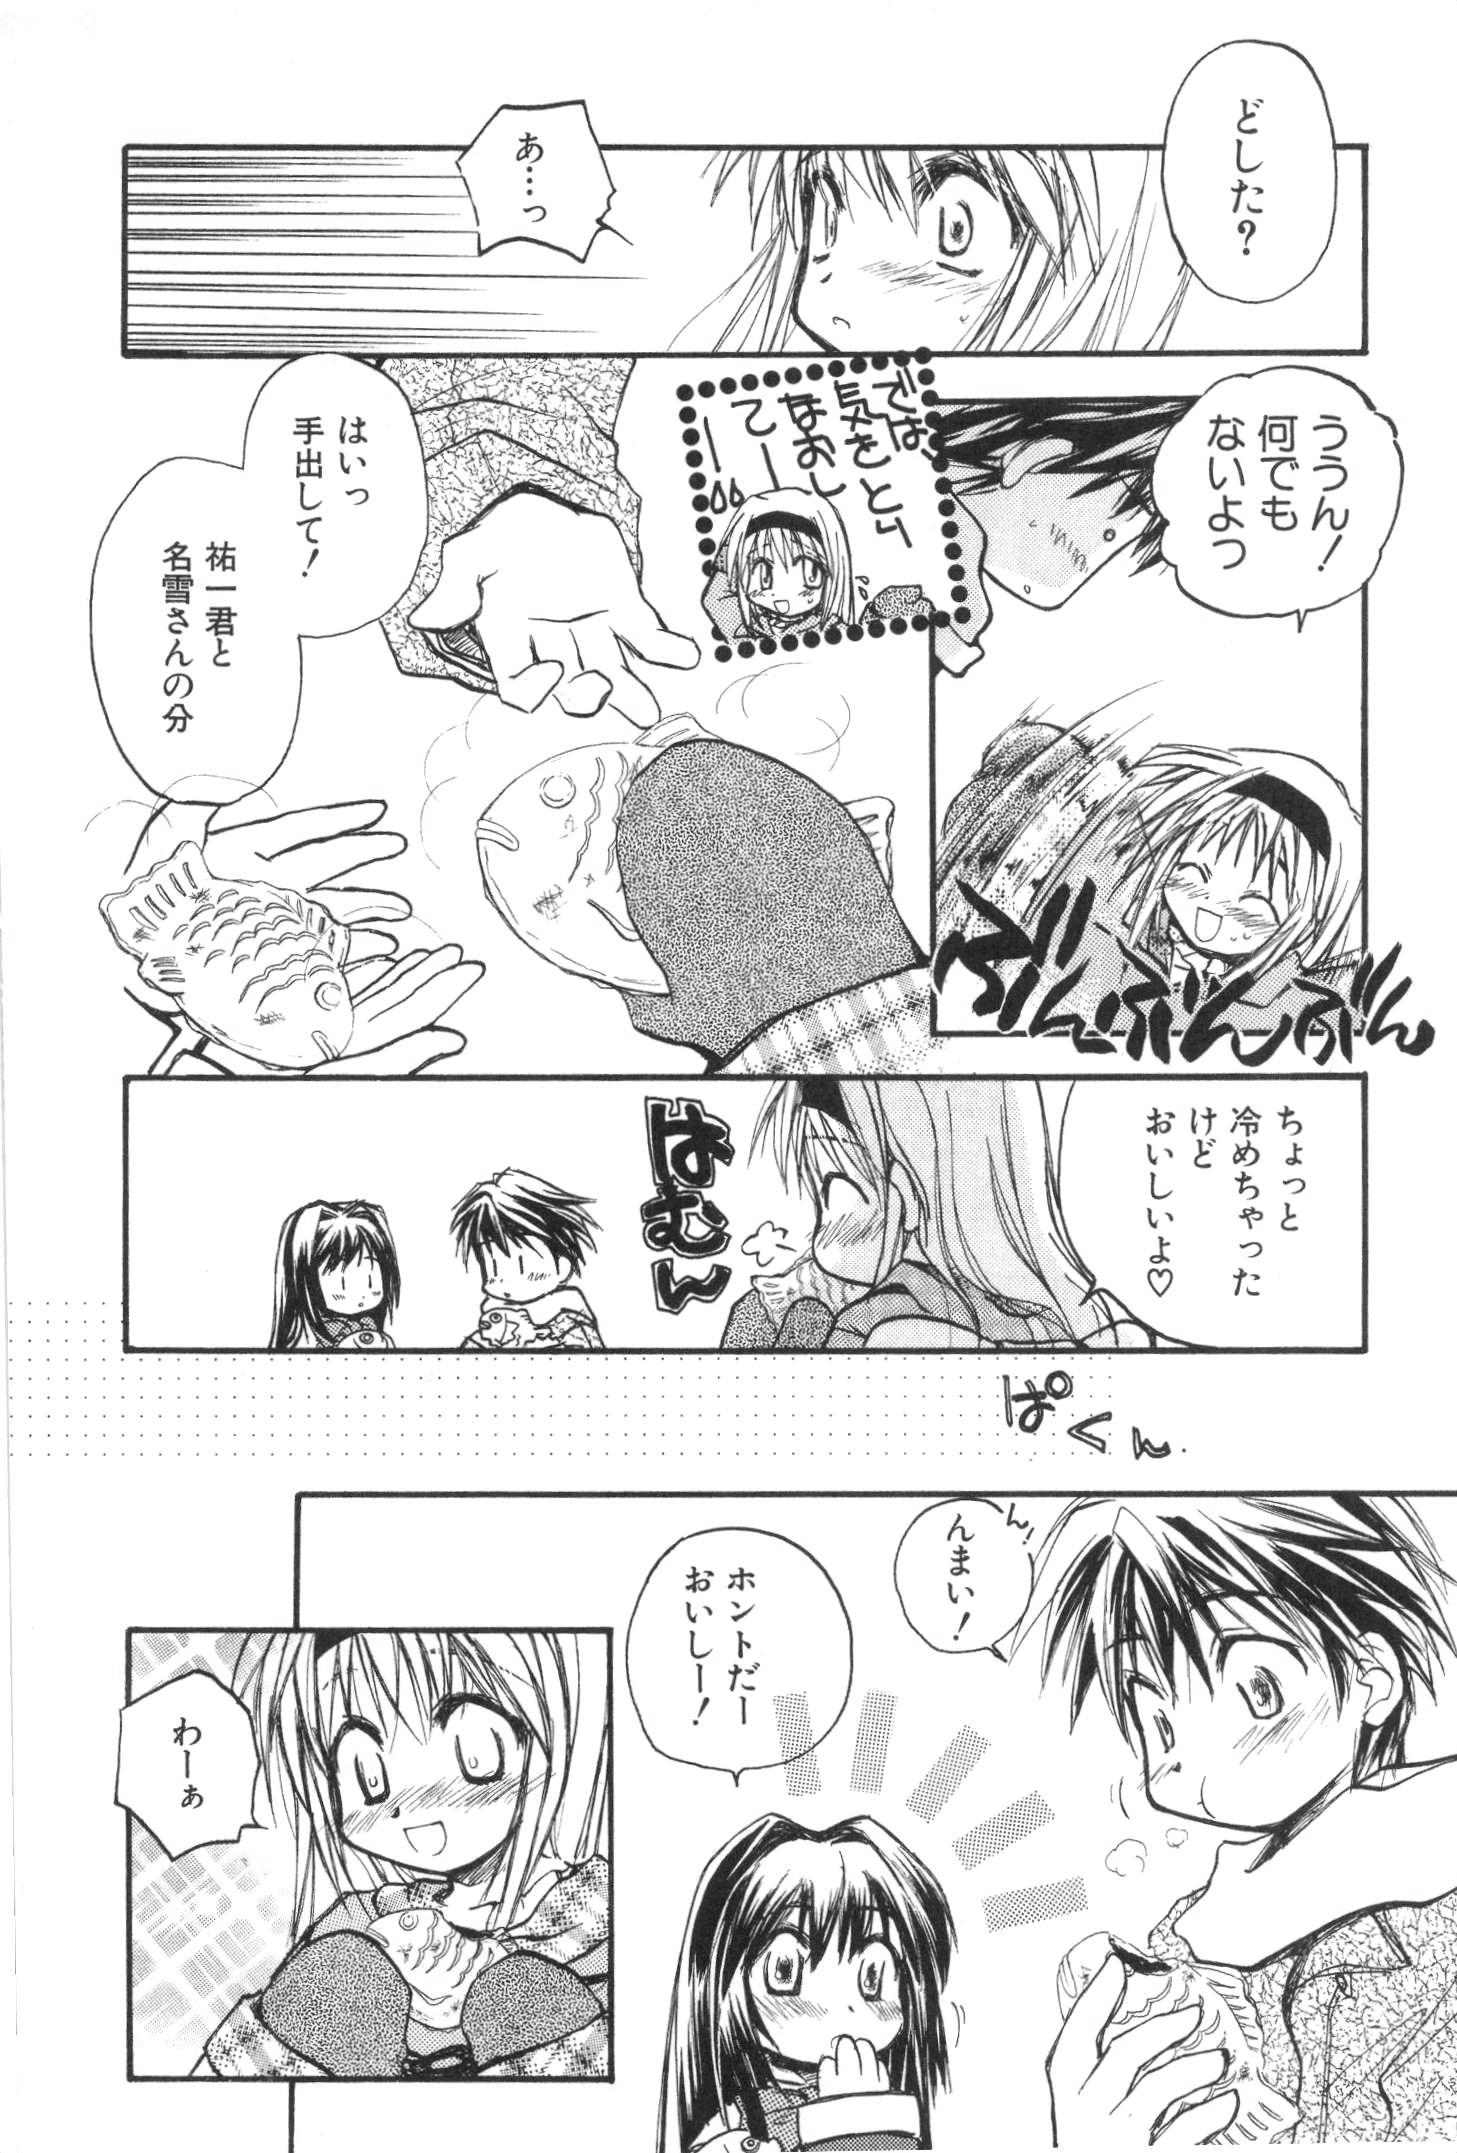 どした?
あ…っ
ううん!
何でも
ないよっ
ぶんぶんぶん
では、
気をとり
なおし
てーー
はいっ
手出して!
祐一君と
名雪さんの分
ちょっと
冷めちゃった
けど
おいしいよ♡
はむん
ぱくん
ん!
んまい!
ホントだー
おいしー!
わーぁ